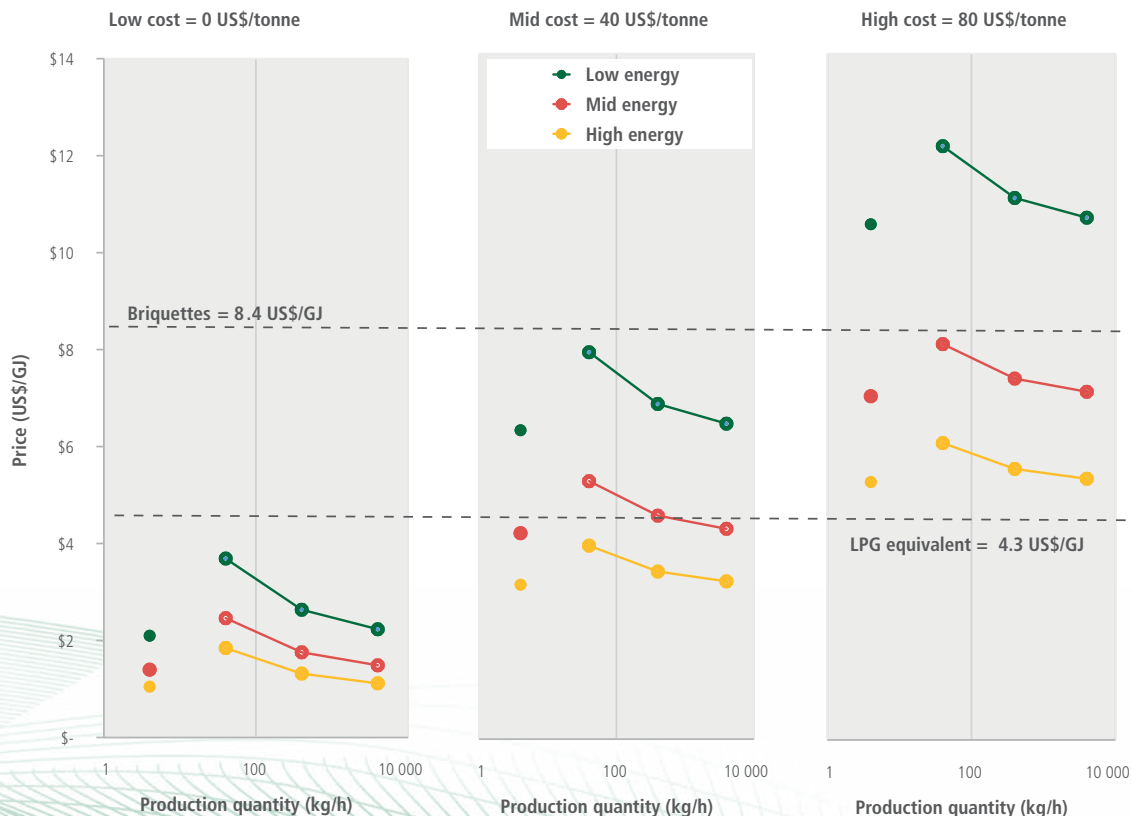 Low cost = 0 US$/tonne
Mid cost = 40 US$/tonne
High cost = 80 US$/tonne
Low energy
Mid energy
High energy
Price (US$/GJ)
$14
$12
$10
$8
$6
$4
$2
$-
Briquettes = 8.4 US$/GJ
LPG equivalent = 4.3 US$/GJ
1 100 10 000
1 100 10 000
1 100 10 000
Production quantity (kg/h)
Production quantity (kg/h)
Production quantity (kg/h)